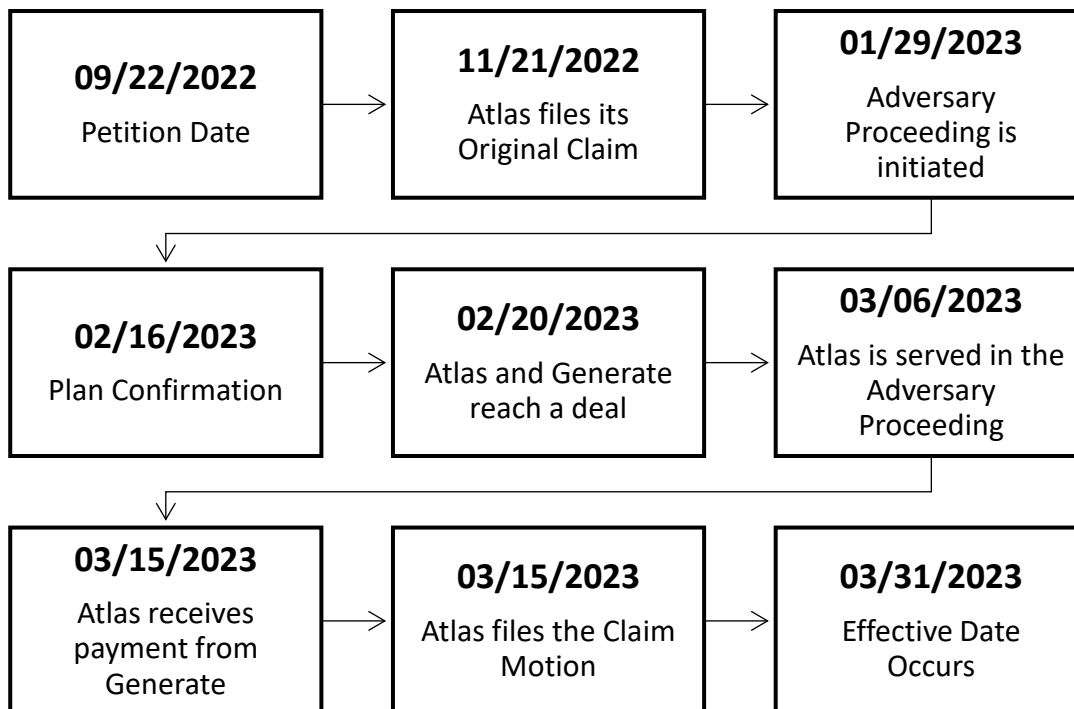 09/22/2022
Petition Date
11/21/2022
Atlas files its
Original Claim
01/29/2023
Adversary
Proceeding is
initiated
02/16/2023
Plan Confirmation
02/20/2023
Atlas and Generate
reach a deal
03/06/2023
Atlas is served in the
Adversary
Proceeding
03/15/2023
Atlas receives
payment from
Generate
03/15/2023
Atlas files the Claim
Motion
03/31/2023
Effective Date
Occurs